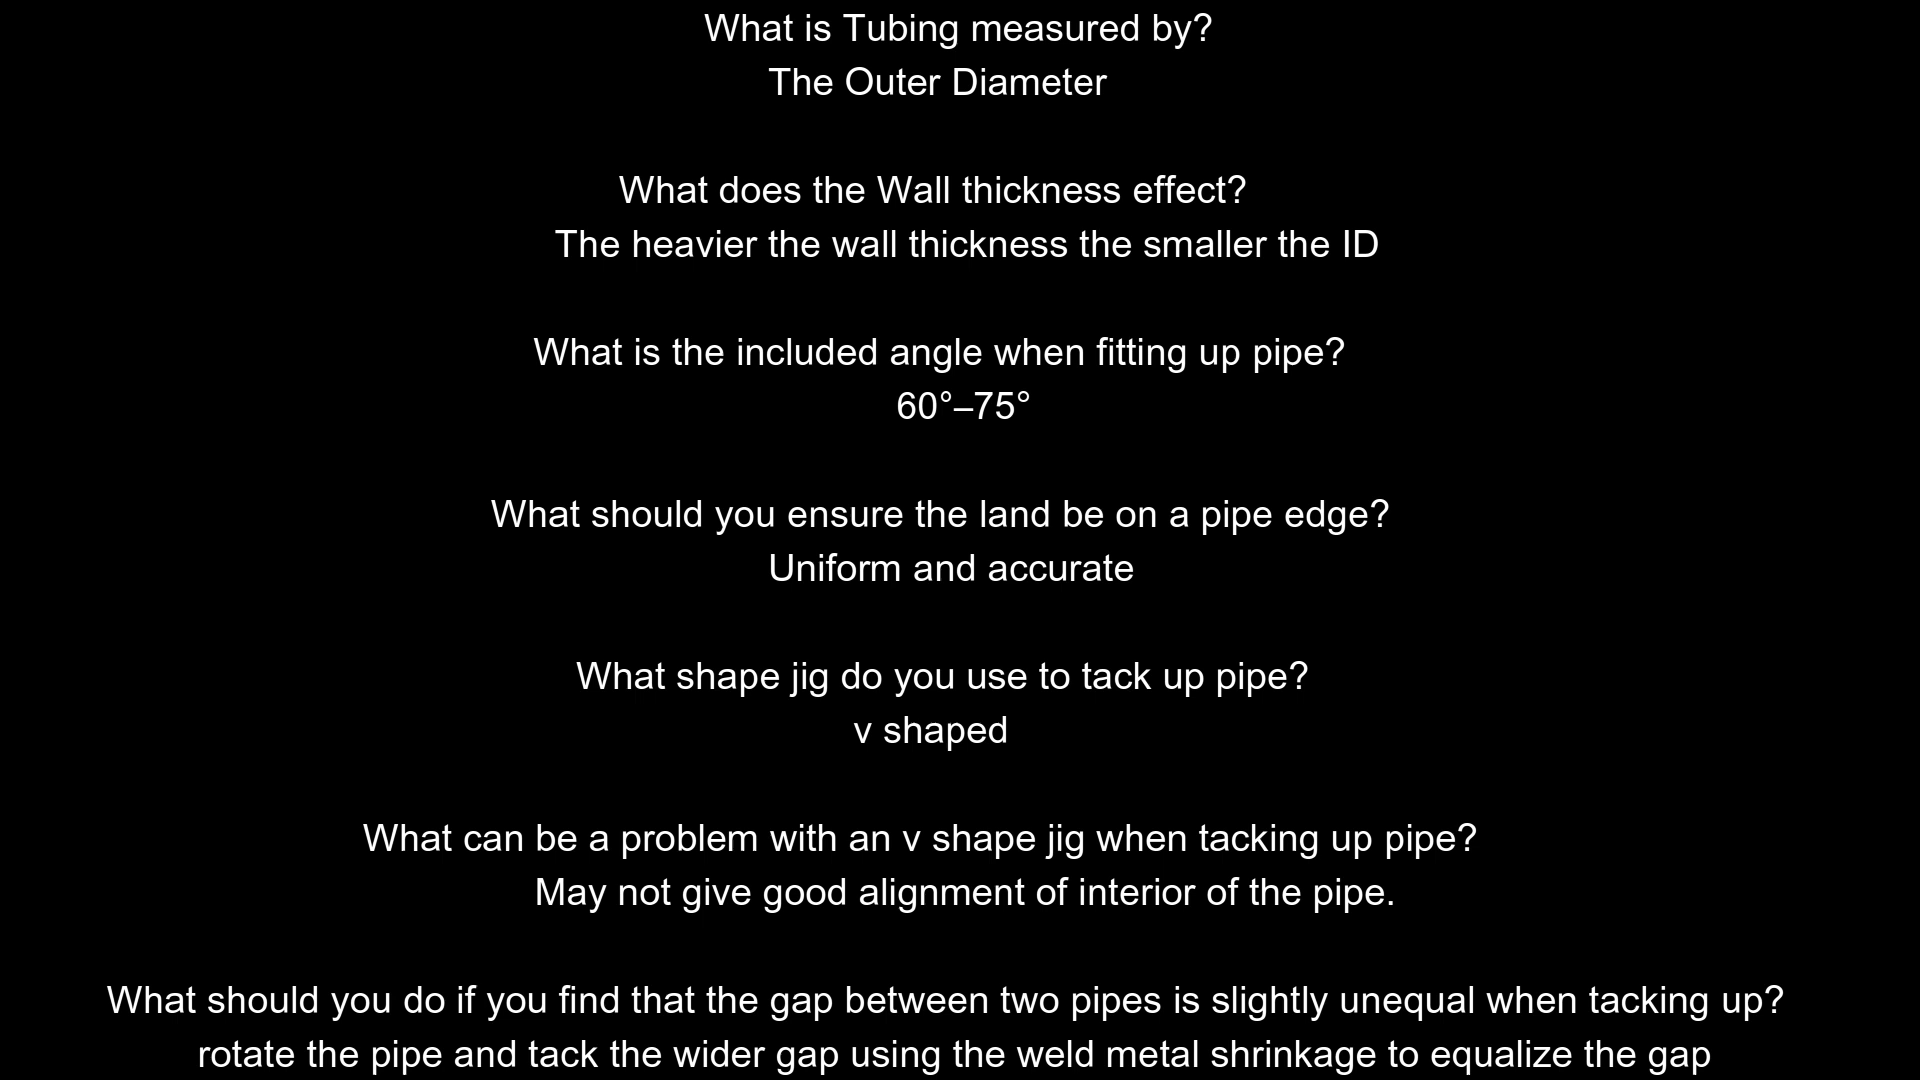 What is Tubing measured by?
The Outer Diameter
What does the Wall thickness effect?
The heavier the wall thickness the smaller the ID
What is the included angle when fitting up pipe?
60°–75°
What should you ensure the land be on a pipe edge?
Uniform and accurate
What shape jig do you use to tack up pipe?
v shaped
What can be a problem with an v shape jig when tacking up pipe?
May not give good alignment of interior of the pipe.
What should you do if you find that the gap between two pipes is slightly unequal when tacking up?
rotate the pipe and tack the wider gap using the weld metal shrinkage to equalize the gap